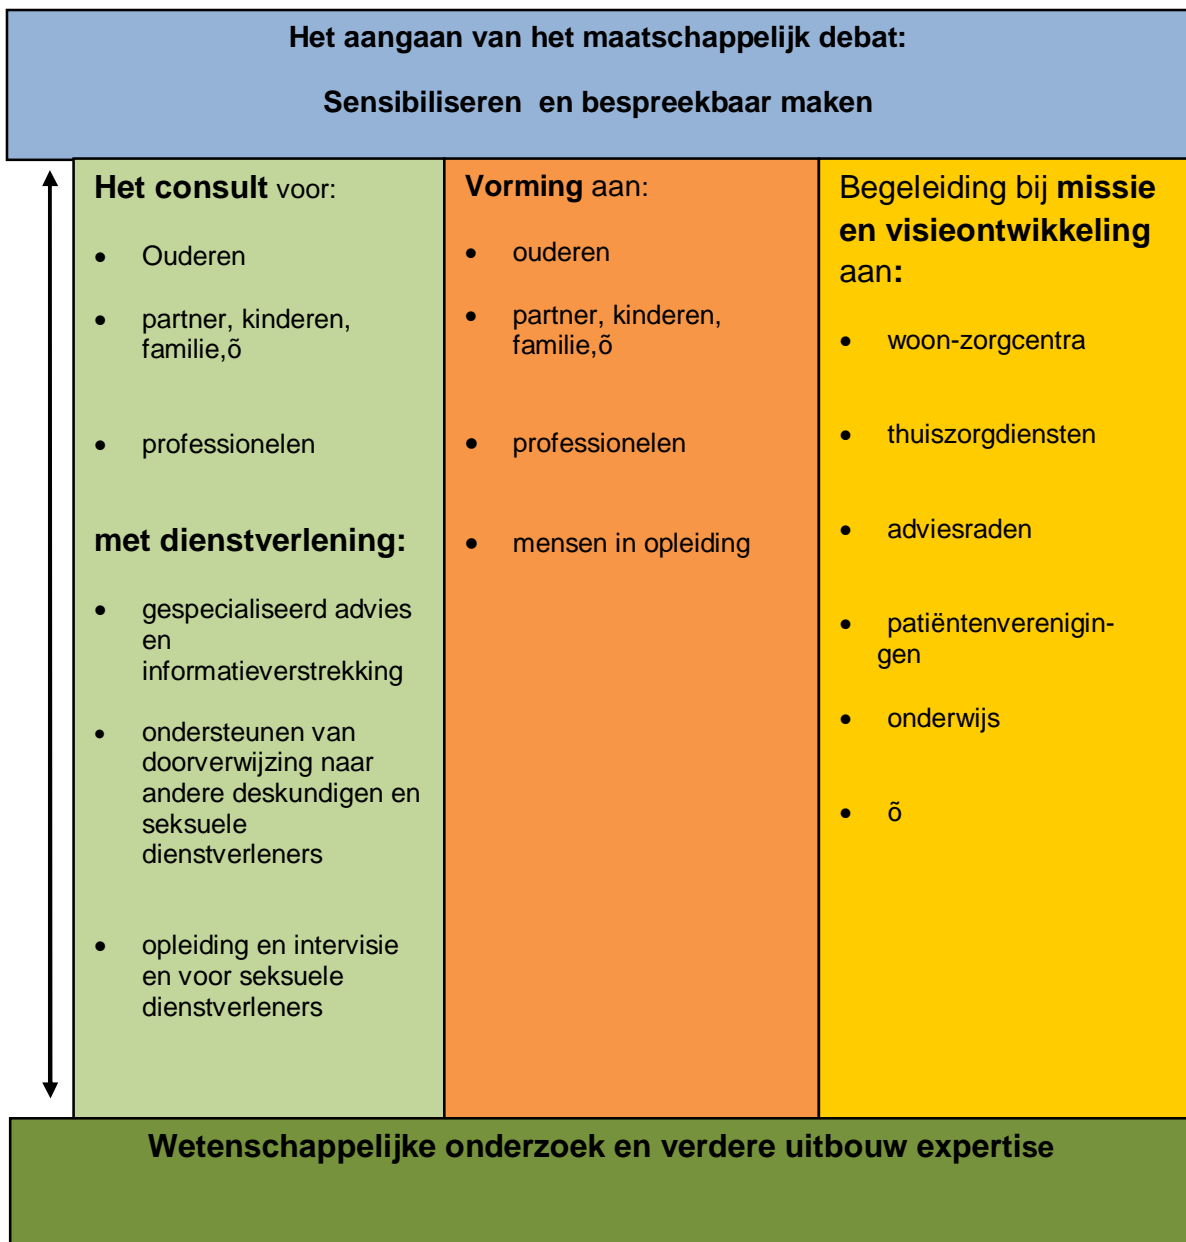 Het aangaan van het maatschappelijk debat:
Sensibiliseren en bespreekbaar maken
Het consult voor:
• Ouderen
• partner, kinderen,
familie,õ
• professionelen
met dienstverlening:
• gespecialiseerd advies
en
informatieverstrekking
• ondersteunen van
doorverwijzing naar
andere deskundigen en
seksuele
dienstverleners
• opleiding en intervisie
en voor seksuele
dienstverleners
Vorming aan:
• ouderen
• partner, kinderen,
familie,õ
• professionelen
• mensen in opleiding
Begeleiding bij missie
en visieontwikkeling
aan:
• woon-zorgcentra
• thuiszorgdiensten
• adviesraden
• patiëntenverenigin-
gen
• onderwijs
• õ
Wetenschappelijke onderzoek en verdere uitbouw expertise